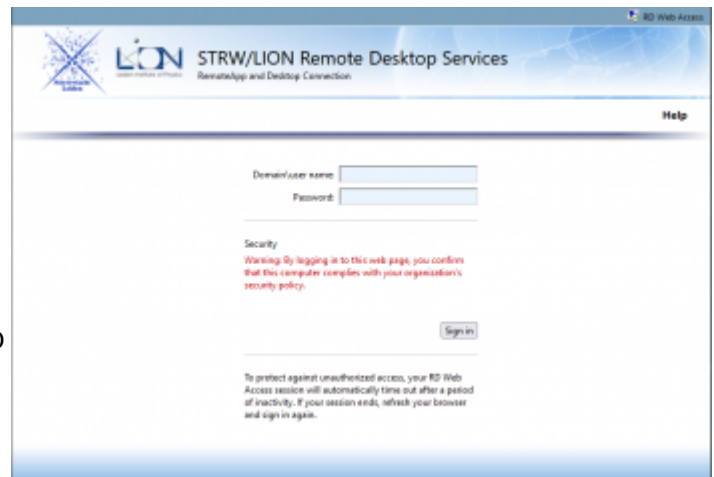 RD Web Access
LION
STRW/LION Remote Desktop Services
RemoteApp and Desktop Connection
Help
Domain\user name:
Password:
Security
Warning: By logging in to this web page, you confirm
that this computer complies with your organization's
security policy.
Sign in
To protect against unauthorized access, your RD Web
Access session will automatically time out after a period
of inactivity. If your session ends, refresh your browser
and sign in again.